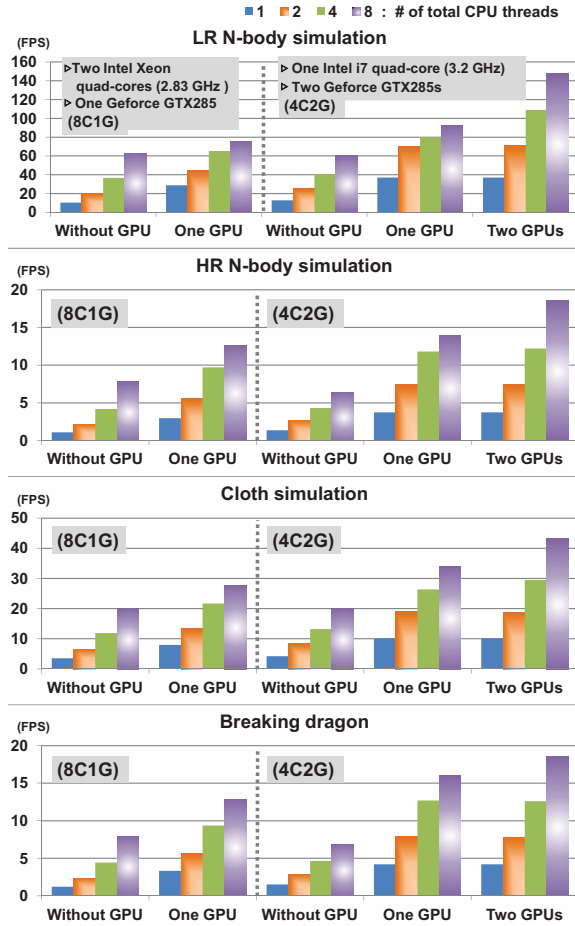 1 2 4 8 : # of total CPU threads
LR N-body simulation
(FPS)
160
140
120
100
80
60
40
20
0
▹Two Intel Xeon
quad-cores (2.83 GHz )
▹ One Geforce GTX285
(8C1G)
▹ One Intel i7 quad-core (3.2 GHz)
▹ Two Geforce GTX285s
(4C2G)
Without GPU One GPU Without GPU One GPU Two GPUs
HR N-body simulation
(FPS)
20
15
10
5
0
(8C1G)
(4C2G)
Without GPU One GPU Without GPU One GPU Two GPUs
Cloth simulation
(FPS)
50
40
30
20
10
0
(8C1G)
(4C2G)
Without GPU One GPU Without GPU One GPU Two GPUs
Breaking dragon
(FPS)
20
15
10
5
0
(8C1G)
(4C2G)
Without GPU One GPU Without GPU One GPU Two GPUs